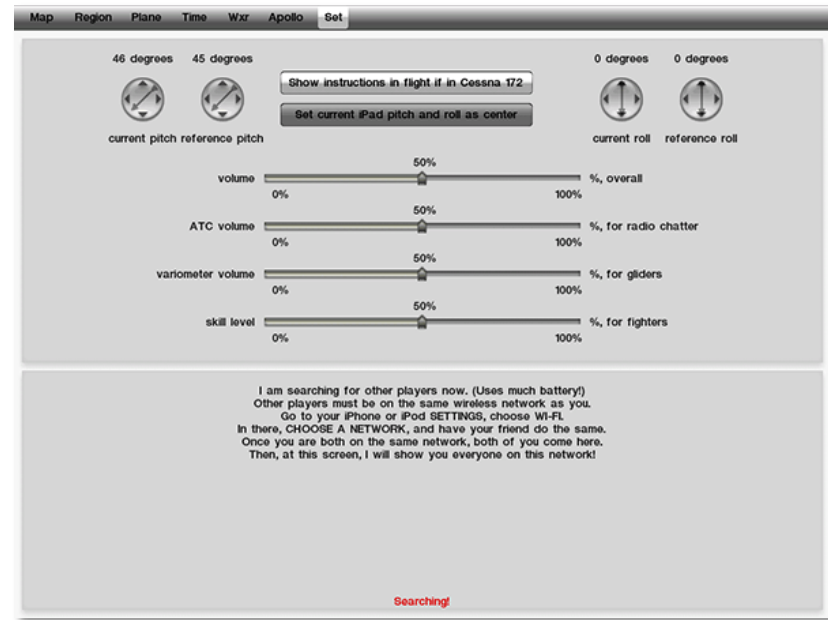 Map Region Plane Time Wxr Apollo Set
46 degrees 45 degrees 0 degrees 0 degrees
Show instructions in flight if in Cessna 172
Set current iPad pitch and roll as center
current pitch reference pitch current roll reference roll
50%
volume %, overall
0% 100%
50%
ATC volume %, for radio chatter
0% 100%
50%
variometer volume %, for gliders
0% 100%
50%
skill level %, for fighters
0% 100%
I am searching for other players now. (Uses much battery!)
Other players must be on the same wireless network as you.
Go to your iPhone or iPod SETTINGS, choose WI-FI.
In there, CHOOSE A NETWORK, and have your friend do the same.
Once you are both on the same network, both of you come here.
Then, at this screen, I will show you everyone on this network!
Searching!